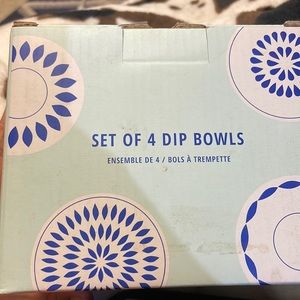 SET OF 4 DIP BOWLS
ENSEMBLE DE 4 / BOLS À TREMPETTE